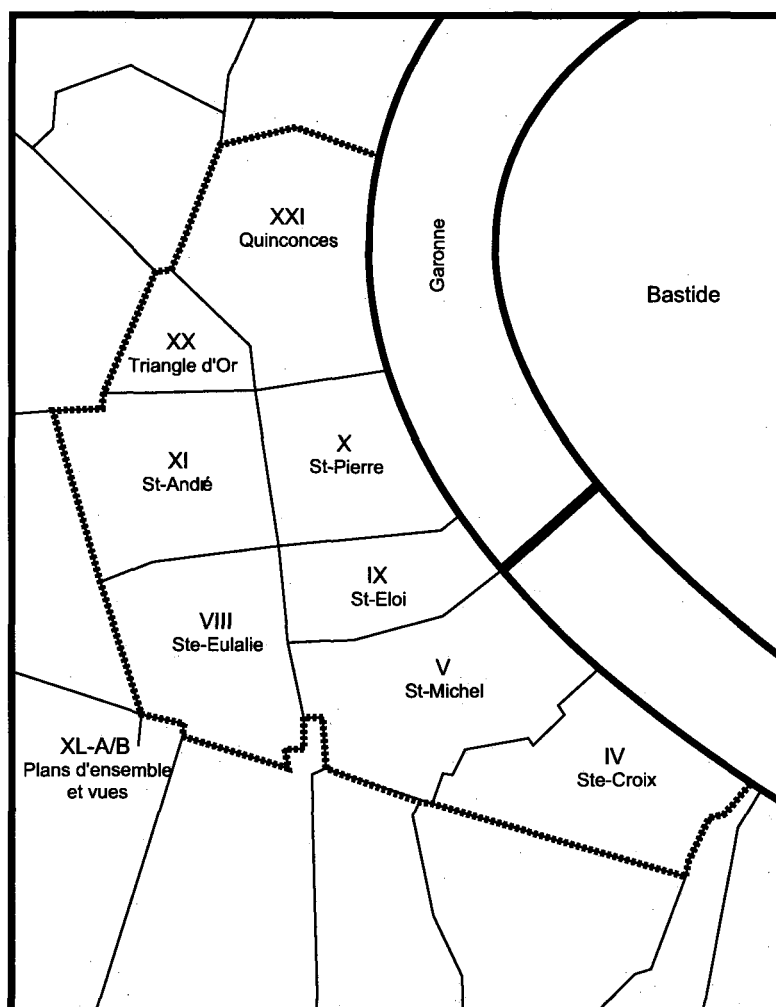 XXI
Quinconces
Garonne
Bastide
XX
Triangle d'Or
XI
St-André
X
St-Pierre
IX
St-Eloi
VIII
Ste-Eulalie
V
St-Michel
XL-A/B
Plans d'ensemble
et vues
IV
Ste-Croix